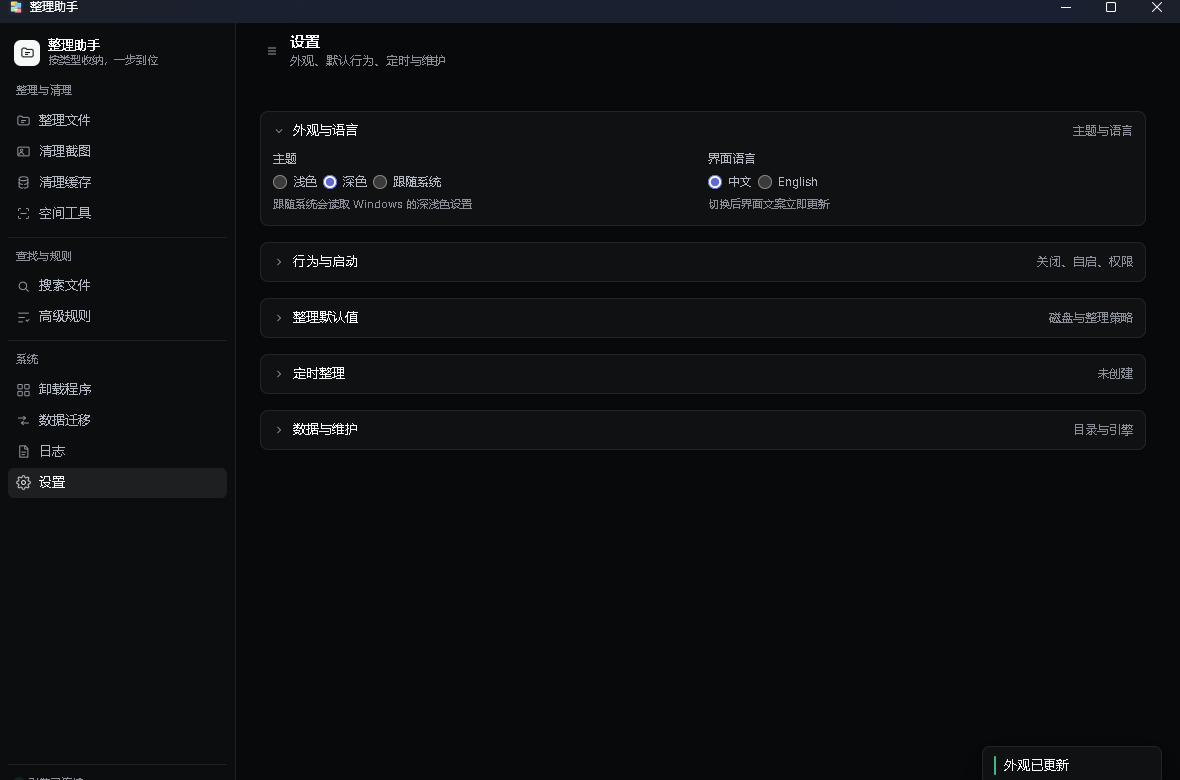 整理助手
整理助手
按类型收纳，一步到位
整理与清理
整理文件
清理截图
清理缓存
空间工具
查找与规则
搜索文件
高级规则
系统
卸载程序
数据迁移
日志
设置
设置
外观、默认行为、定时与维护
外观与语言 主题与语言
主题 界面语言
浅色 深色 跟随系统 中文 English
跟随系统会读取 Windows 的深浅色设置 切换后界面文案立即更新
行为与启动 关闭、自启、权限
整理默认值 磁盘与整理策略
定时整理 未创建
数据与维护 目录与引擎
外观已更新